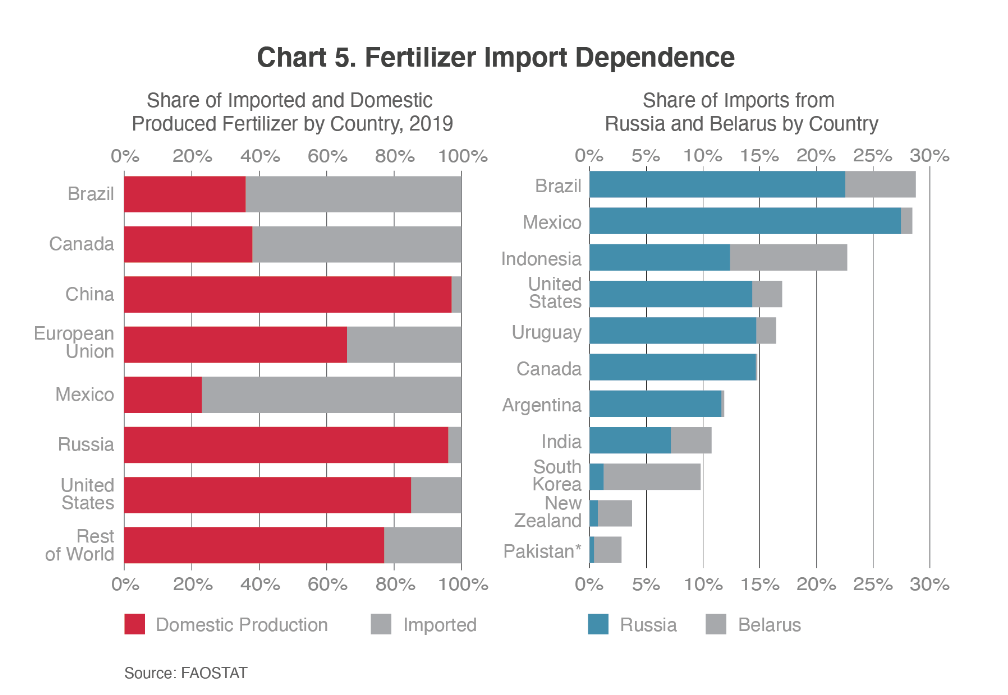 Chart 5. Fertilizer Import Dependence
Share of Imported and Domestic
Produced Fertilizer by Country, 2019
0% 20% 40% 60% 80% 100%
Brazil
Canada
China
European
Union
Mexico
Russia
United
States
Rest
of World
0% 20% 40% 60% 80% 100%
Domestic Production Imported
Share of Imports from
Russia and Belarus by Country
0% 5% 10% 15% 20% 25% 30%
Brazil
Mexico
Indonesia
United
States
Uruguay
Canada
Argentina
India
South
Korea
New
Zealand
Pakistan*
0% 5% 10% 15% 20% 25% 30%
Russia Belarus
Source: FAOSTAT